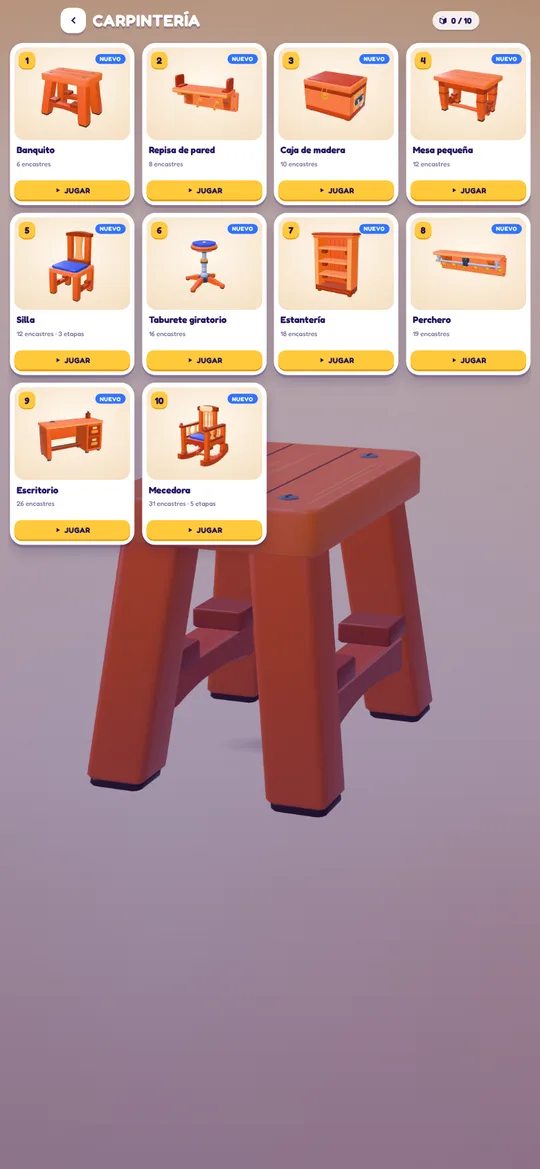 CARPINTERÍA
0 / 10
1
NUEVO
Banquito
6 encastres
JUGAR
2
NUEVO
Repisa de pared
8 encastres
JUGAR
3
NUEVO
Caja de madera
10 encastres
JUGAR
4
NUEVO
Mesa pequeña
12 encastres
JUGAR
5
NUEVO
Silla
12 encastres · 3 etapas
JUGAR
6
NUEVO
Taburete giratorio
16 encastres
JUGAR
7
NUEVO
Estantería
18 encastres
JUGAR
8
NUEVO
Perchero
19 encastres
JUGAR
9
NUEVO
Escritorio
26 encastres
JUGAR
10
NUEVO
Mecedora
31 encastres · 5 etapas
JUGAR